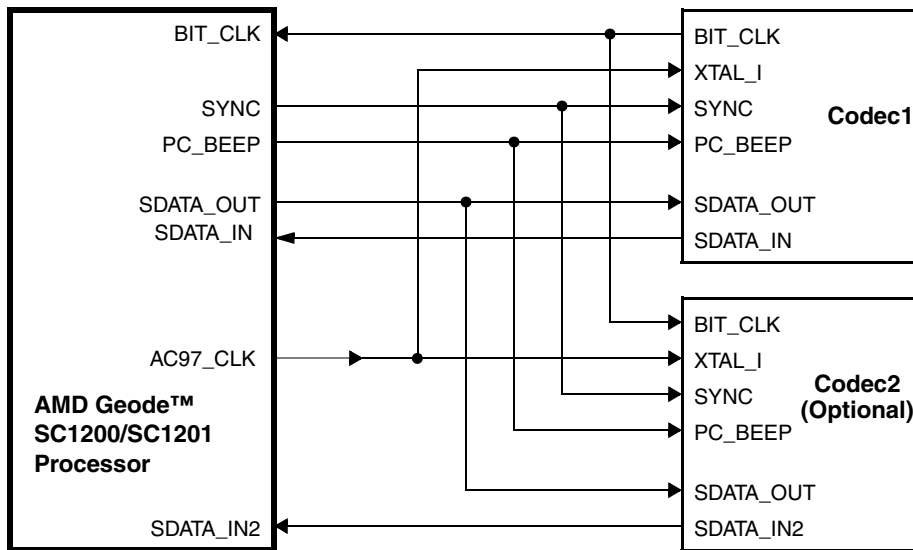 BIT_CLK
SYNC
PC_BEEP
SDATA_OUT
SDATA_IN
AC97_CLK
AMD Geode™
SC1200/SC1201
Processor
SDATA_IN2
BIT_CLK
XTAL_I
SYNC
Codec1
PC_BEEP
SDATA_OUT
SDATA_IN
BIT_CLK
XTAL_I
Codec2
(Optional)
SYNC
PC_BEEP
SDATA_OUT
SDATA_IN2